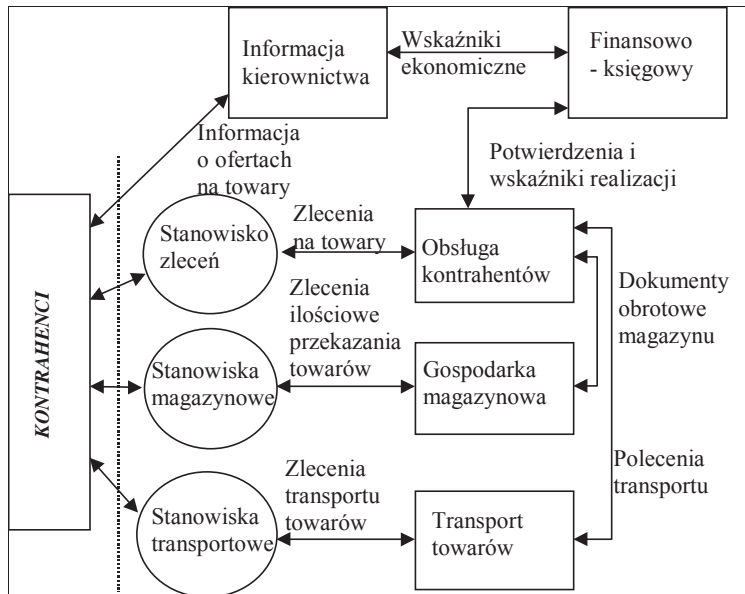 Informacja
kierownictwa
Wskaźniki
ekonomiczne
Finansowo
- księgowy
Informacja
o ofertach
na towary
Potwierdzenia i
wskaźniki realizacji
KONTRAHENCI
Stanowisko
zleceń
Zlecenia
na towary
Obsługa
kontrahentów
Dokumenty
obrotowe
magazynu
Zlecenia
ilościowe
przekazania
towarów
Stanowiska
magazynowe
Gospodarka
magazynowa
Polecenia
transportu
Zlecenia
transportu
towarów
Stanowiska
transportowe
Transport
towarów